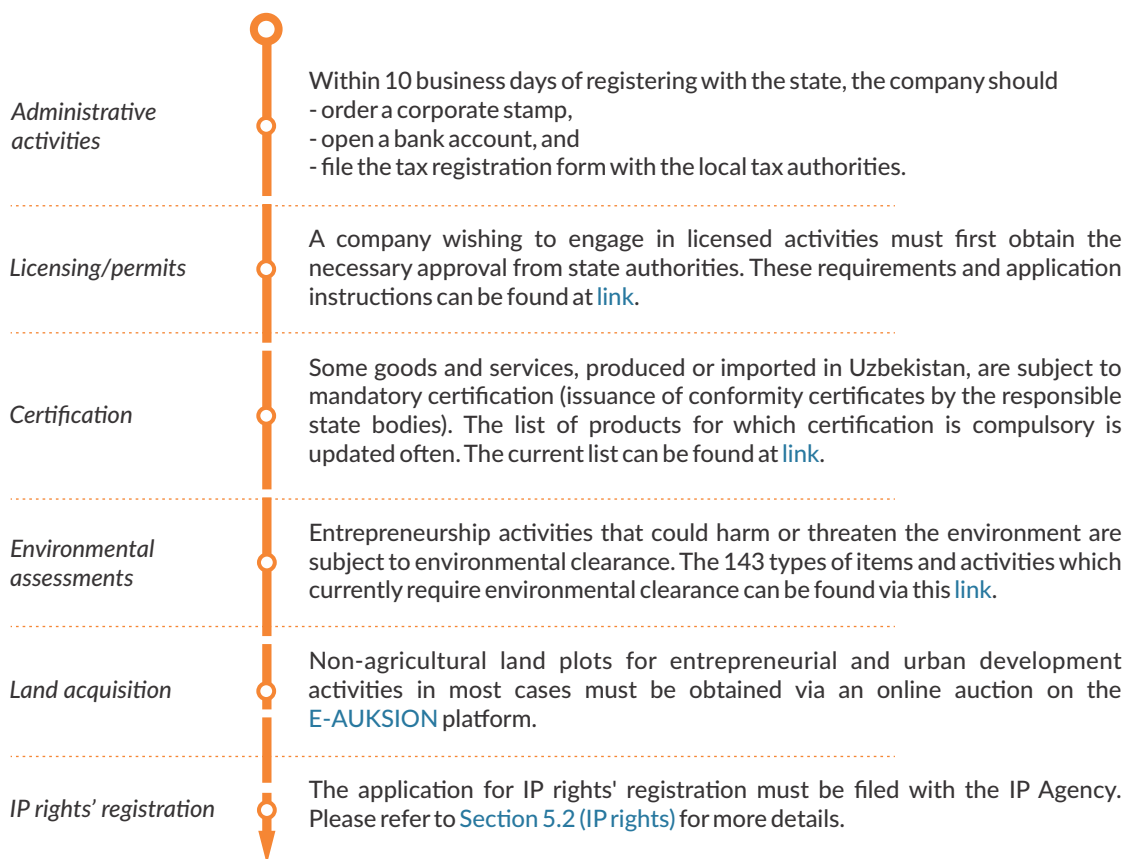 Administrative
activities
Within 10 business days of registering with the state, the company should
- order a corporate stamp,
- open a bank account, and
- file the tax registration form with the local tax authorities.
Licensing/permits
A company wishing to engage in licensed activities must first obtain the
necessary approval from state authorities. These requirements and application
instructions can be found at link.
Certification
Some goods and services, produced or imported in Uzbekistan, are subject to
mandatory certification (issuance of conformity certificates by the responsible
state bodies). The list of products for which certification is compulsory is
updated often. The current list can be found at link.
Environmental
assessments
Entrepreneurship activities that could harm or threaten the environment are
subject to environmental clearance. The 143 types of items and activities which
currently require environmental clearance can be found via this link.
Land acquisition
Non-agricultural land plots for entrepreneurial and urban development
activities in most cases must be obtained via an online auction on the
E-AUKSION platform.
IP rights’ registration
The application for IP rights' registration must be filed with the IP Agency.
Please refer to Section 5.2 (IP rights) for more details.